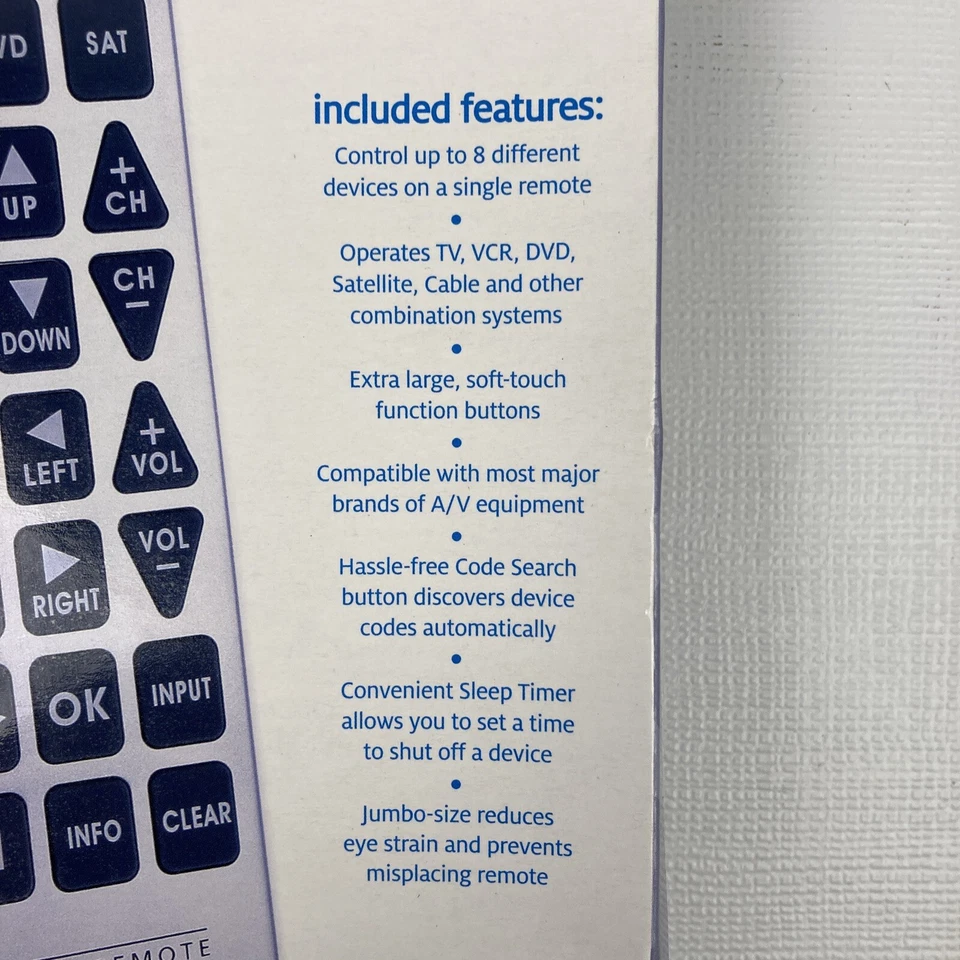 SAT
UP
+
CH
DOWN
CH
−
LEFT
+
VOL
RIGHT
VOL
−
OK
INPUT
INFO
CLEAR
included features:
Control up to 8 different
devices on a single remote
•
Operates TV, VCR, DVD,
Satellite, Cable and other
combination systems
•
Extra large, soft-touch
function buttons
•
Compatible with most major
brands of A/V equipment
•
Hassle-free Code Search
button discovers device
codes automatically
•
Convenient Sleep Timer
allows you to set a time
to shut off a device
•
Jumbo-size reduces
eye strain and prevents
misplacing remote